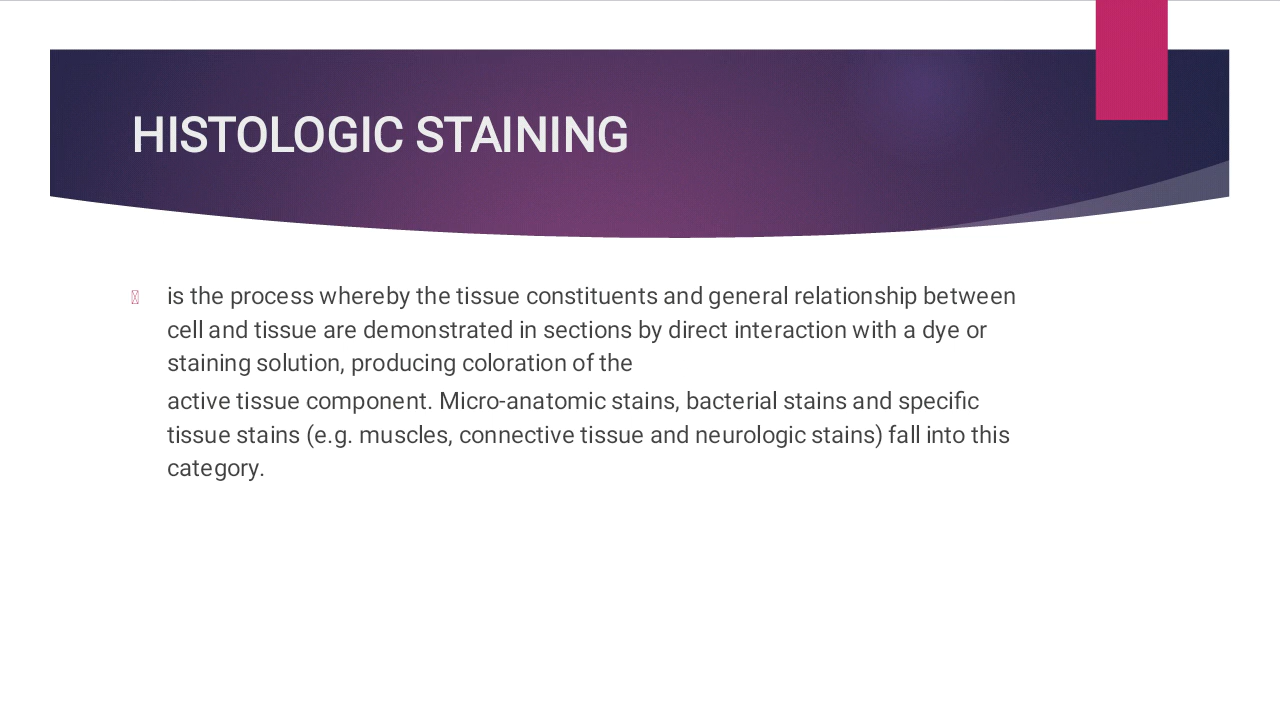 HISTOLOGIC STAINING
is the process whereby the tissue constituents and general relationship between
cell and tissue are demonstrated in sections by direct interaction with a dye or
staining solution, producing coloration of the
active tissue component. Micro-anatomic stains, bacterial stains and specific
tissue stains (e.g. muscles, connective tissue and neurologic stains) fall into this
category.